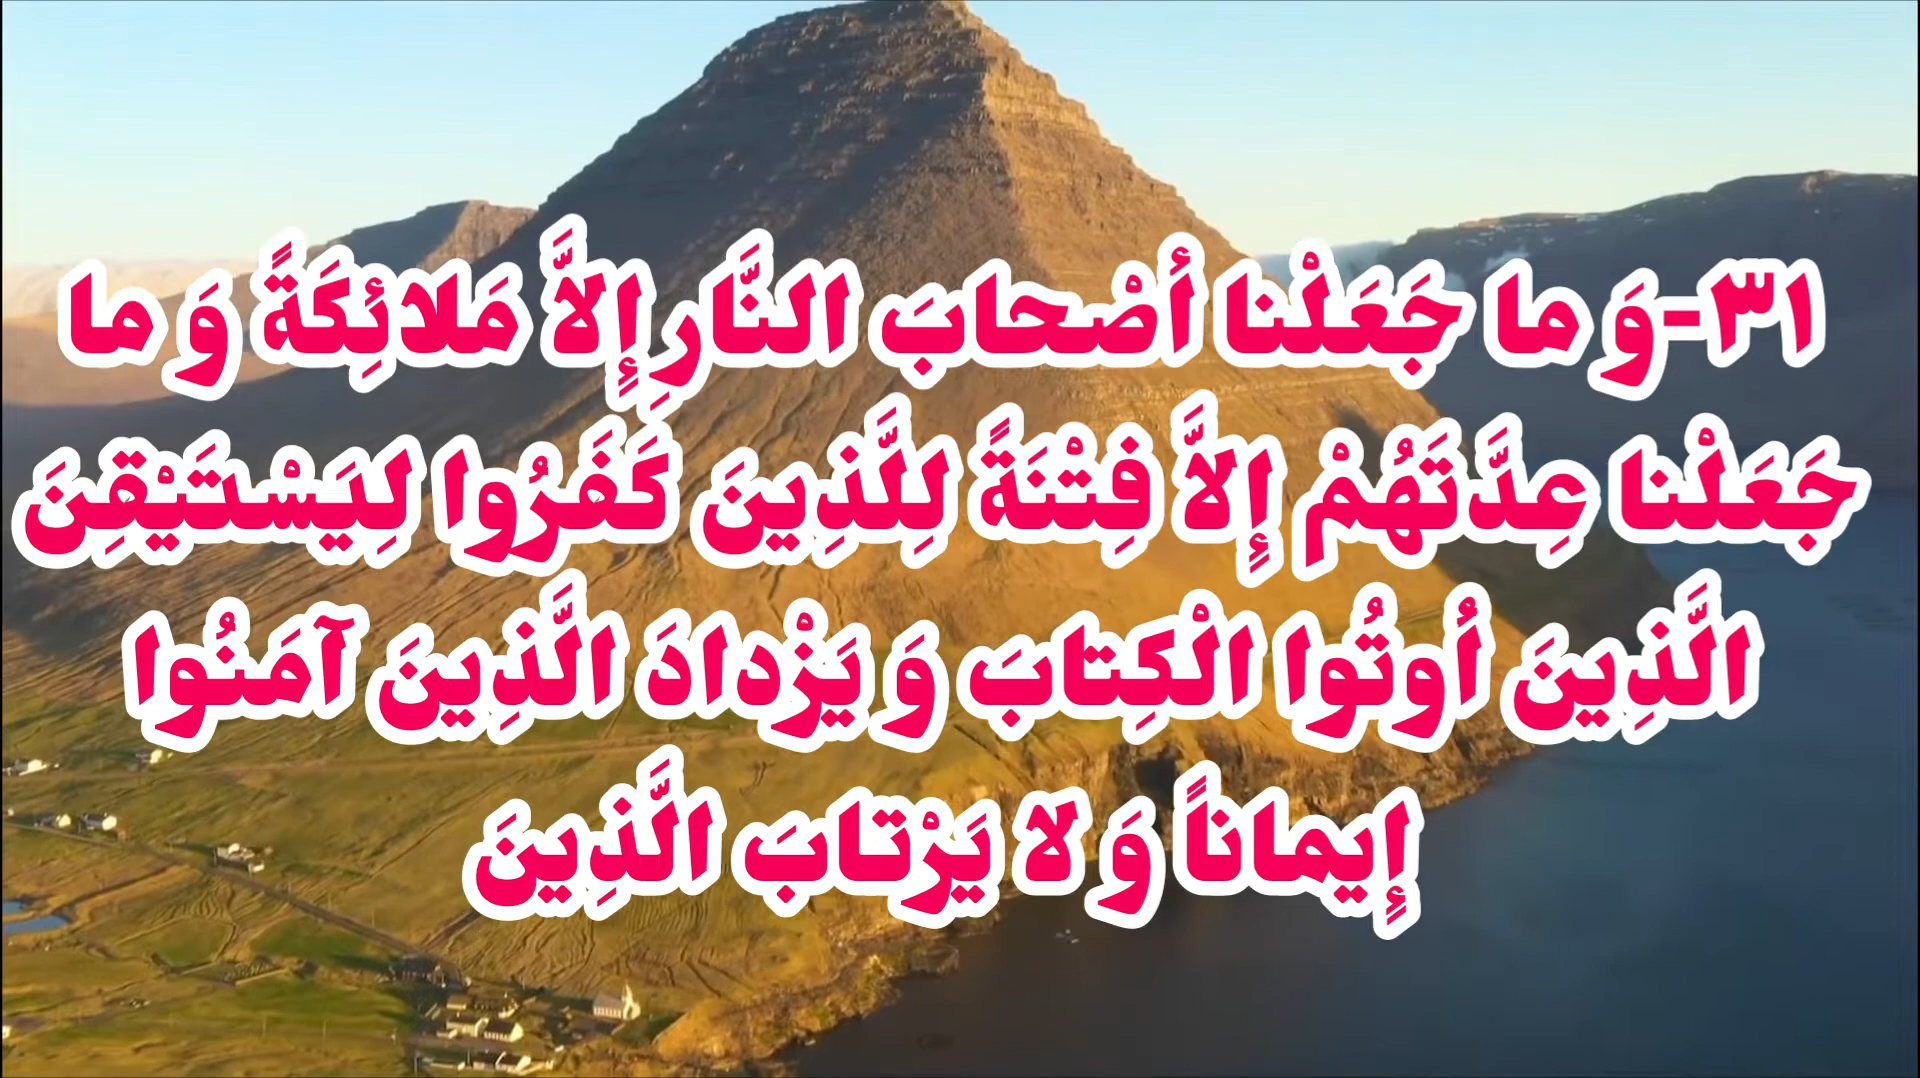 ٣١-وَ ما جَعَلْنا أَصْحابَ النَّارِ إِلاَّ مَلائِكَةً وَ ما
جَعَلْنا عِدَّتَهُمْ إِلاَّ فِتْنَةً لِلَّذِينَ كَفَرُوا لِيَسْتَيْقِنَ
الَّذِينَ أُوتُوا الْكِتابَ وَ يَزْدادَ الَّذِينَ آمَنُوا
إِيماناً وَ لا يَرْتابَ الَّذِينَ